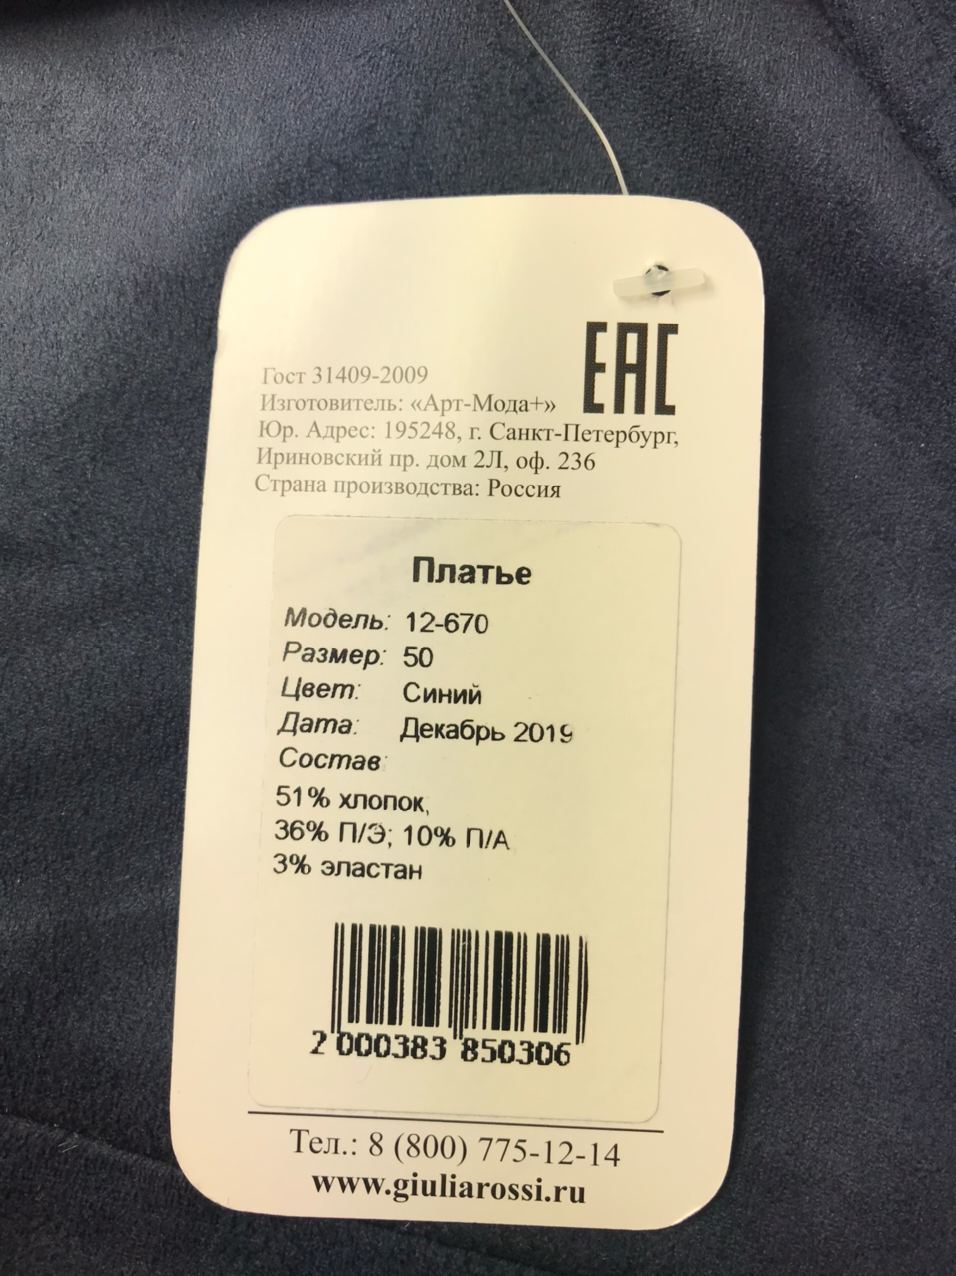 ЕАС
Гост 31409-2009
Изготовитель: «Арт-Мода+»
Юр. Адрес: 195248, г. Санкт-Петербург,
Ириновский пр. дом 2Л, оф. 236
Страна производства: Россия
Платье
Модель: 12-670
Размер: 50
Цвет: Синий
Дата: Декабрь 2019
Состав:
51% хлопок,
36% П/Э; 10% П/А
3% эластан
2 000383 850306
Тел.: 8 (800) 775-12-14
www.giuliarossi.ru